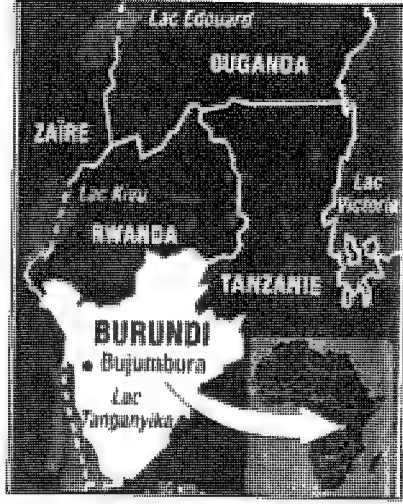 Lac Edouard
OUGANDA
ZAÏRE
Lac Kivu
Lac
Victoria
RWANDA
TANZANIE
BURUNDI
Bujumbura
Lac
Tanganyika